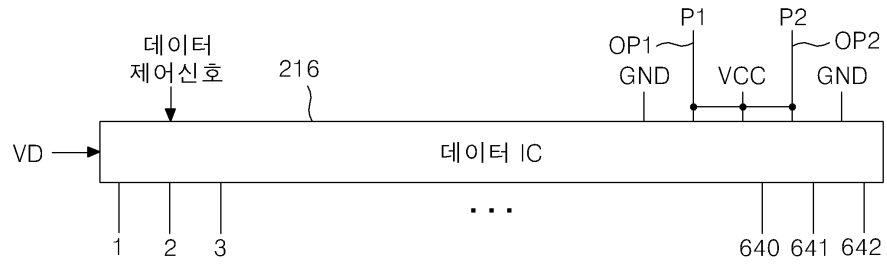 P1
P2
데이터
제어신호
216
OP1
OP2
GND
VCC
GND
VD
데이터 IC
1
2
3
...
640
641
642